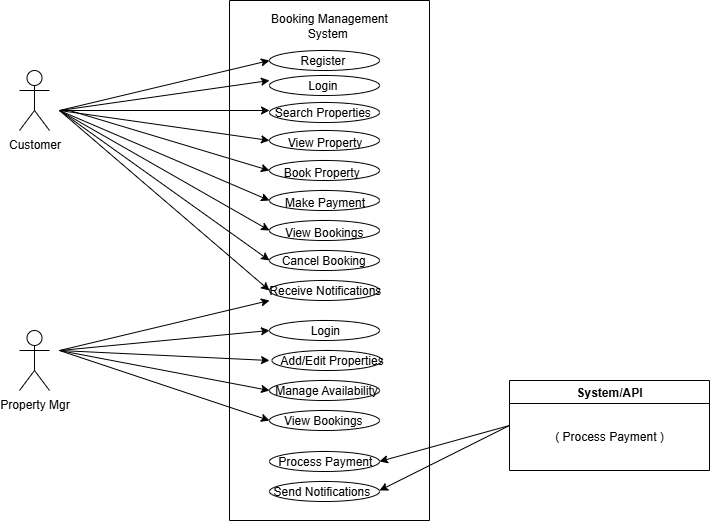 Booking Management
System
Register
Login
Search Properties
View Property
Book Property
Make Payment
View Bookings
Cancel Booking
Receive Notifications
Customer
Login
Add/Edit Properties
Manage Availability
View Bookings
Property Mgr
Process Payment
Send Notifications
System/API
( Process Payment )